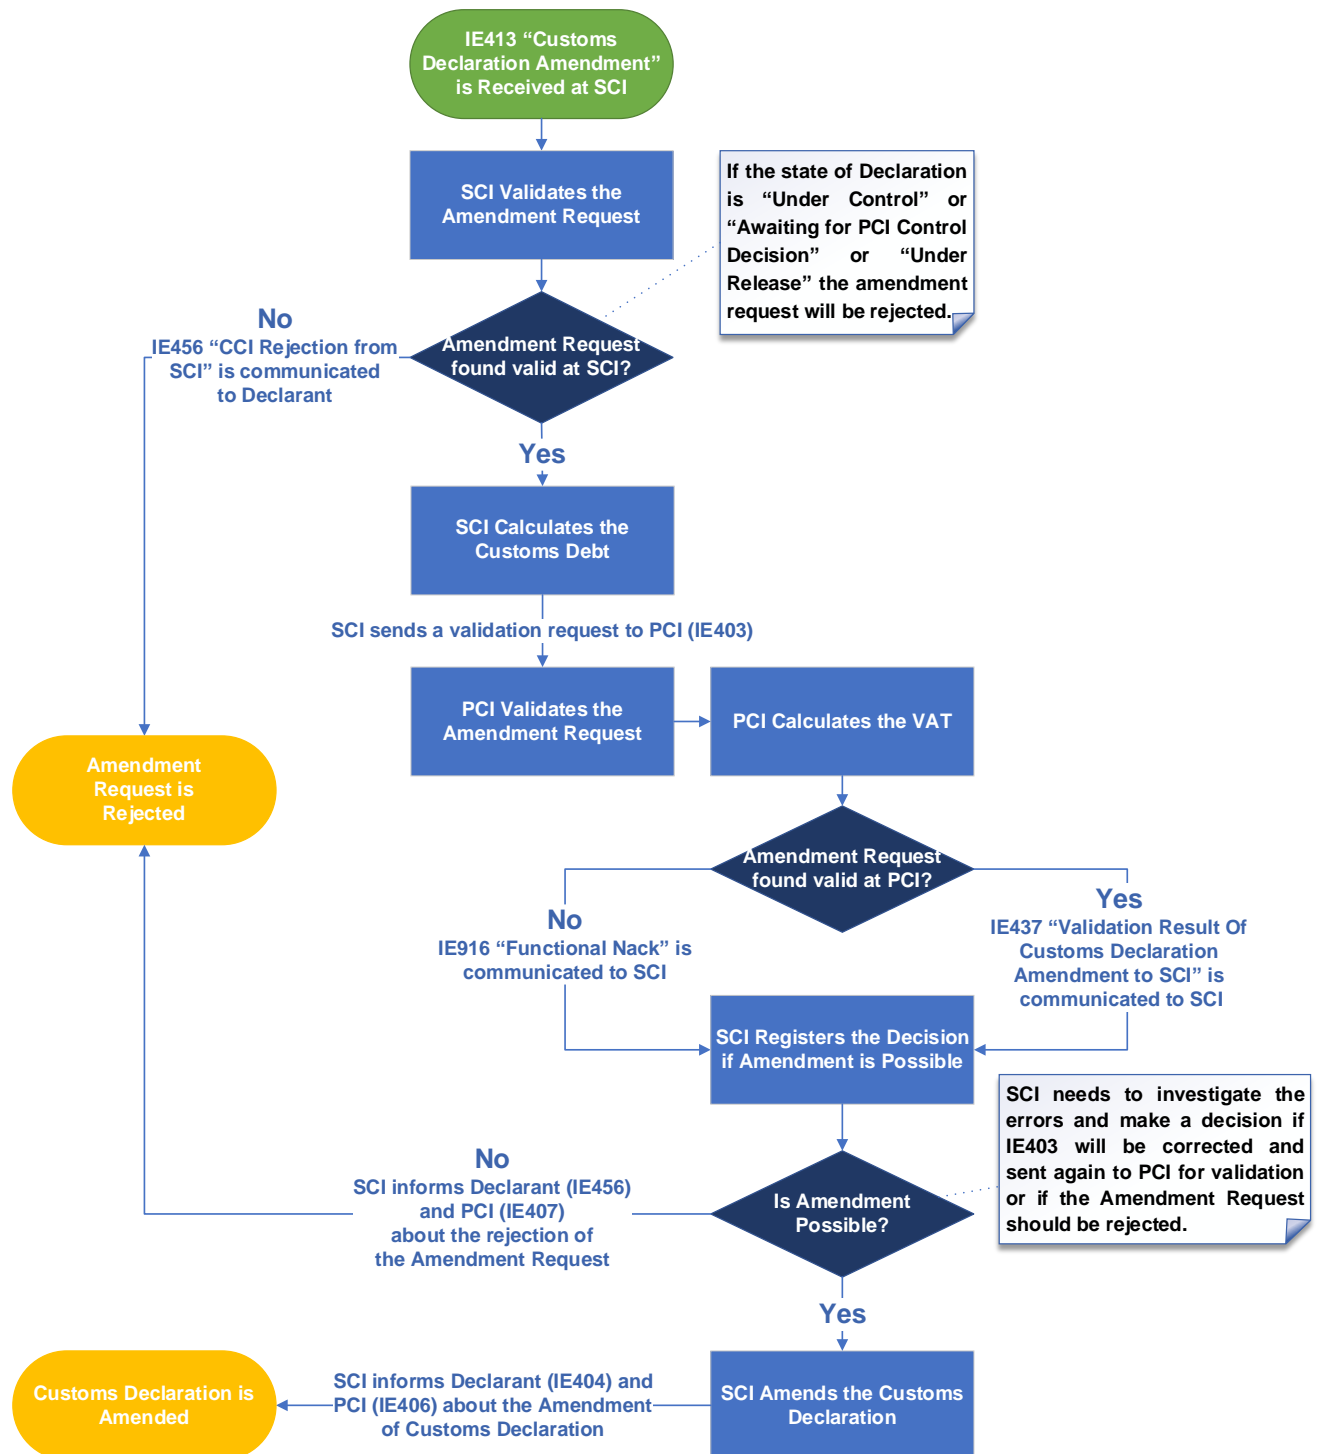 IE413 “Customs
Declaration Amendment”
is Received at SCI
SCI Validates the
Amendment Request
If the state of Declaration
is “Under Control” or
“Awaiting for PCI Control
Decision” or “Under
Release” the amendment
request will be rejected.
Amendment Request
found valid at SCI?
No
IE456 “CCI Rejection from
SCI” is communicated
to Declarant
Yes
SCI Calculates the
Customs Debt
SCI sends a validation request to PCI (IE403)
PCI Validates the
Amendment Request
PCI Calculates the VAT
Amendment
Request is
Rejected
Amendment Request
found valid at PCI?
No
IE916 “Functional Nack” is
communicated to SCI
Yes
IE437 “Validation Result Of
Customs Declaration
Amendment to SCI” is
communicated to SCI
SCI Registers the Decision
if Amendment is Possible
SCI needs to investigate the
errors and make a decision if
IE403 will be corrected and
sent again to PCI for validation
or if the Amendment Request
should be rejected.
Is Amendment
Possible?
No
SCI informs Declarant (IE456)
and PCI (IE407)
about the rejection of
the Amendment Request
Yes
SCI Amends the Customs
Declaration
SCI informs Declarant (IE404) and
PCI (IE406) about the Amendment
of Customs Declaration
Customs Declaration is
Amended